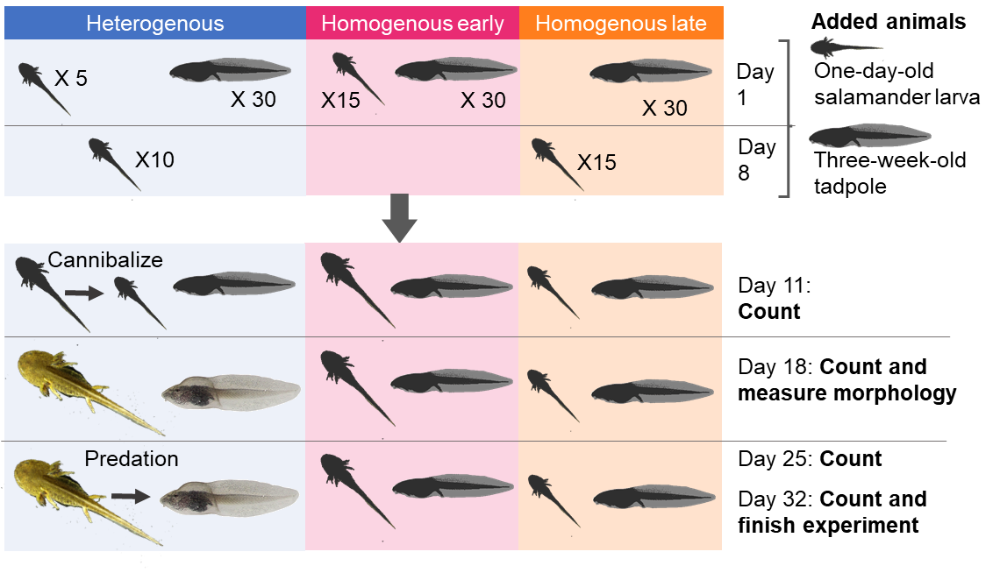 Heterogenous
Homogenous early
Homogenous late
Added animals
X 5
X 30
X15
X 30
X 30
Day
1
One-day-old
salamander larva
X10
X15
Day
8
Three-week-old
tadpole
Cannibalize
Day 11:
Count
Day 18: Count and
measure morphology
Predation
Day 25: Count
Day 32: Count and
finish experiment